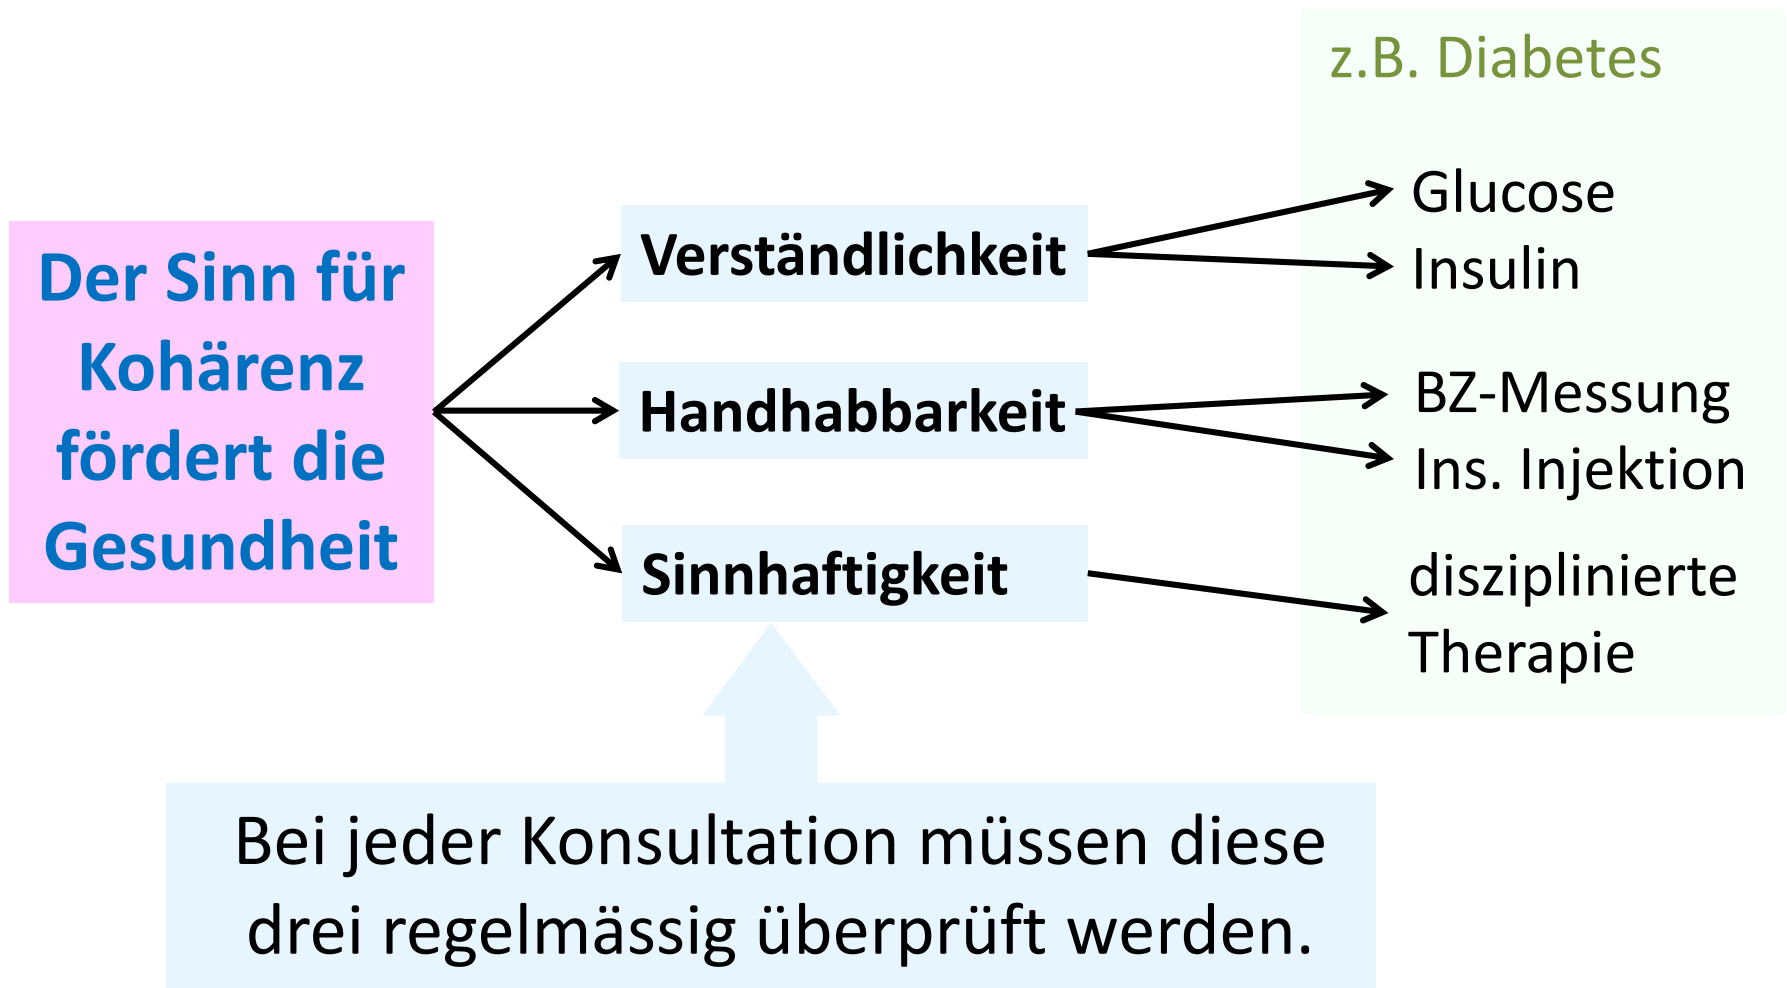 z.B. Diabetes
Der Sinn für
Kohärenz
fördert die
Gesundheit
Verständlichkeit
Glucose
Insulin
Handhabbarkeit
BZ-Messung
Ins. Injektion
Sinnhaftigkeit
disziplinierte
Therapie
Bei jeder Konsultation müssen diese
drei regelmässig überprüft werden.